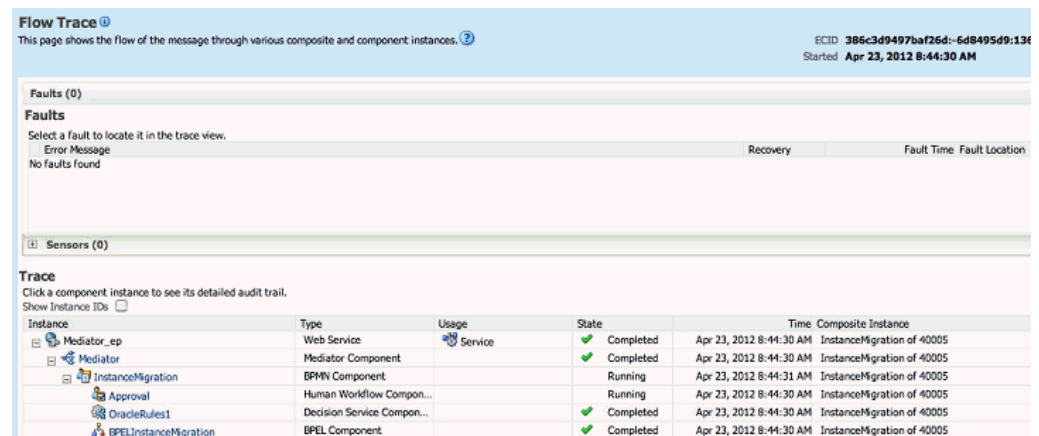 Flow Trace
This page shows the flow of the message through various composite and component instances.
ECID 386c3d9497baf26d:-6d8495d9:136
Started Apr 23, 2012 8:44:30 AM
Faults (0)
Faults
Select a fault to locate it in the trace view.
Error Message Recovery Fault Time Fault Location
No faults found
Sensors (0)
Trace
Click a component instance to see its detailed audit trail.
Show Instance IDs
Instance Type Usage State Time Composite Instance
Mediator_ep Web Service Service Completed Apr 23, 2012 8:44:30 AM InstanceMigration of 40005
Mediator Mediator Component Completed Apr 23, 2012 8:44:30 AM InstanceMigration of 40005
InstanceMigration BPMN Component Running Apr 23, 2012 8:44:31 AM InstanceMigration of 40005
Approval Human Workflow Compon... Running Apr 23, 2012 8:44:30 AM InstanceMigration of 40005
OracleRules1 Decision Service Compon... Completed Apr 23, 2012 8:44:30 AM InstanceMigration of 40005
BPELInstanceMigration BPEL Component Completed Apr 23, 2012 8:44:30 AM InstanceMigration of 40005